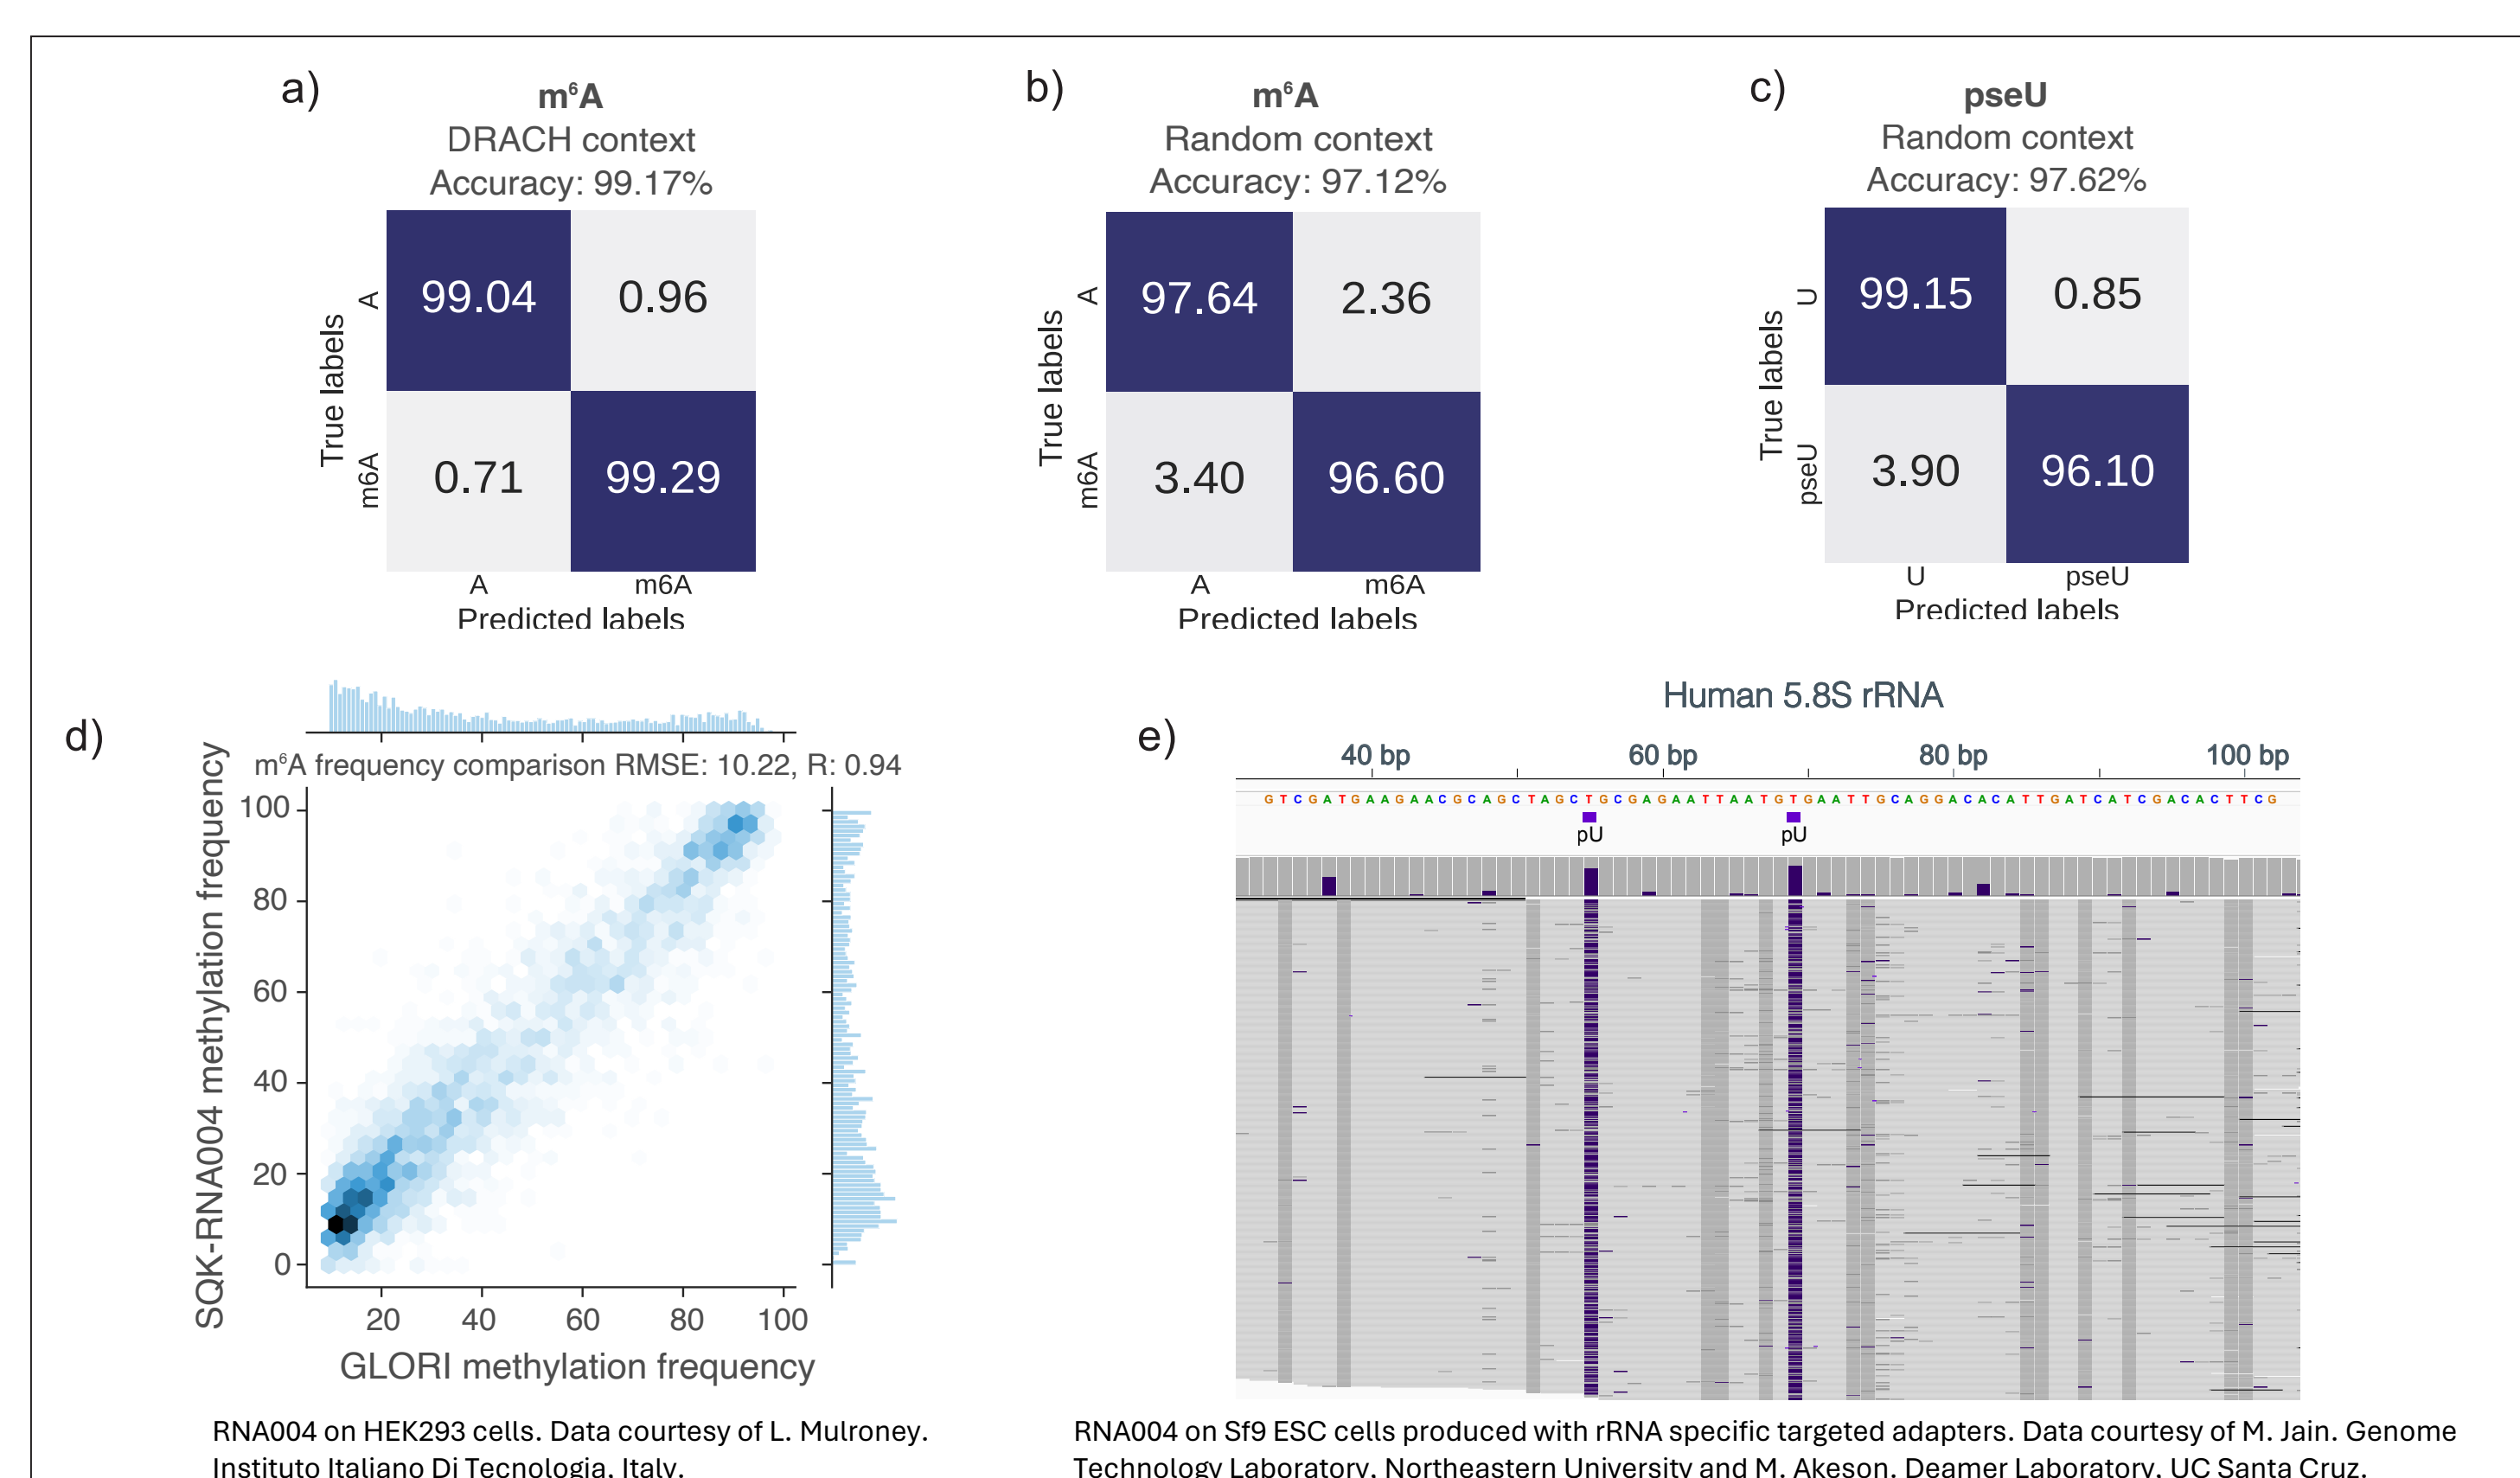 a)
m⁶A
DRACH context
Accuracy: 99.17%
True labels
A
m6A
99.04
0.96
0.71
99.29
A
m6A
Predicted labels
b)
m⁶A
Random context
Accuracy: 97.12%
True labels
A
m6A
97.64
2.36
3.40
96.60
A
m6A
Predicted labels
c)
pseU
Random context
Accuracy: 97.62%
True labels
U
pseU
99.15
0.85
3.90
96.10
U
pseU
Predicted labels
d)
m⁶A frequency comparison RMSE: 10.22, R: 0.94
SQK-RNA004 methylation frequency
100
80
60
40
20
0
20 40 60 80 100
GLORI methylation frequency
RNA004 on HEK293 cells. Data courtesy of L. Mulroney.
Instituto Italiano Di Tecnologia, Italy.
e)
Human 5.8S rRNA
40 bp 60 bp 80 bp 100 bp
G T C G A T G A A G A A C G C A G C T A G C T G C G A G A A T T A A T G T G A A T T G C A G G A C A C A T T G A T C A T C G A C A C T T C G
pU pU
RNA004 on Sf9 ESC cells produced with rRNA specific targeted adapters. Data courtesy of M. Jain. Genome
Technology Laboratory, Northeastern University and M. Akeson. Deamer Laboratory, UC Santa Cruz.